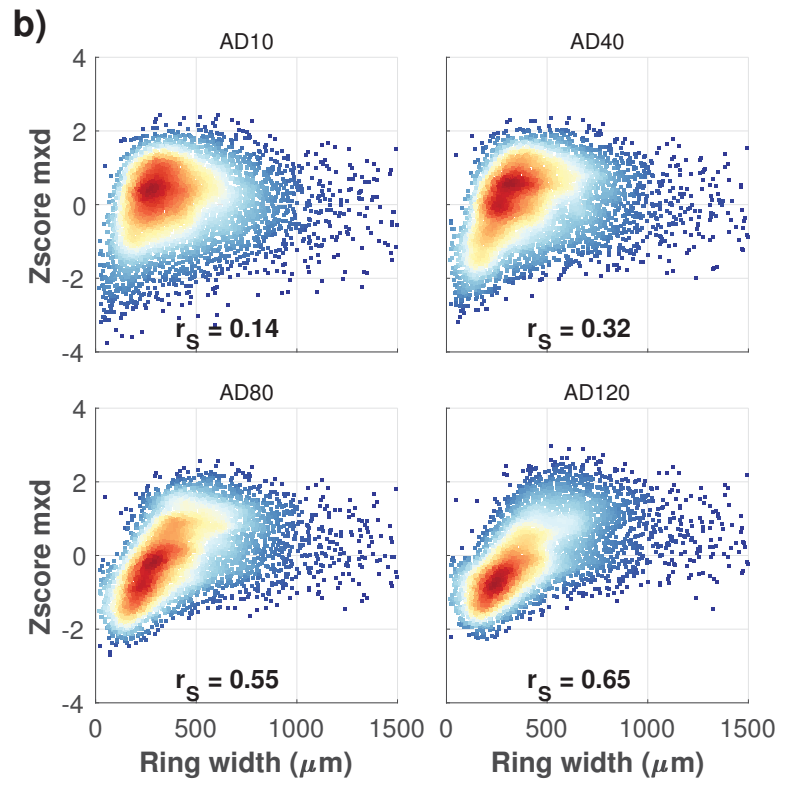 b)
AD10
AD40
4
2
0
-2
-4
Zscore mxd
r_S = 0.14
r_S = 0.32
AD80
AD120
4
2
0
-2
-4
Zscore mxd
r_S = 0.55
r_S = 0.65
0 500 1000 1500 0 500 1000 1500
Ring width (μm) Ring width (μm)